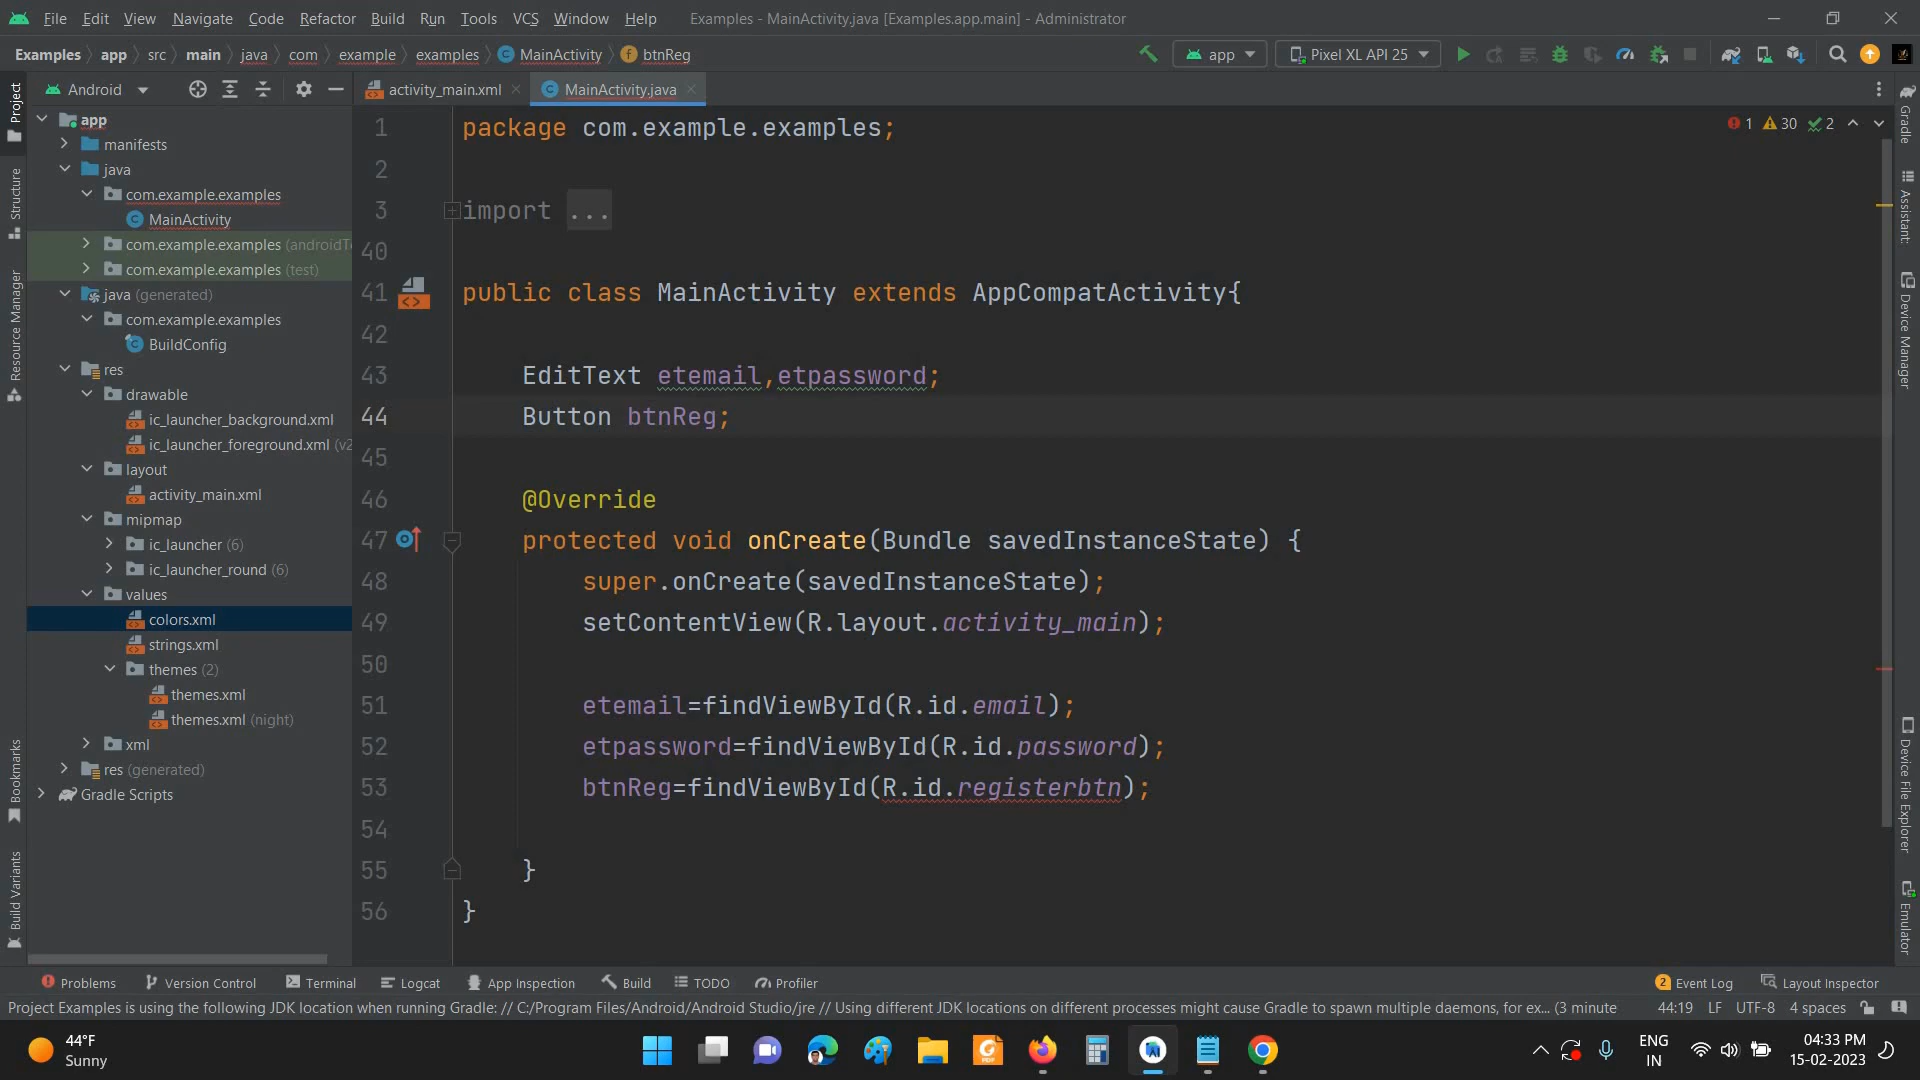 File Edit View Navigate Code Refactor Build Run Tools VCS Window Help Examples - MainActivity.java [Examples.app.main] - Administrator
Examples app src main java com example examples MainActivity btnReg app Pixel XL API 25
Project
Android
activity_main.xml
MainActivity.java
app
manifests
java
com.example.examples
MainActivity
com.example.examples (androidTe
com.example.examples (test)
java (generated)
com.example.examples
BuildConfig
res
drawable
ic_launcher_background.xml
ic_launcher_foreground.xml (v2
layout
activity_main.xml
mipmap
ic_launcher (6)
ic_launcher_round (6)
values
colors.xml
strings.xml
themes (2)
themes.xml
themes.xml (night)
xml
res (generated)
Gradle Scripts
Structure
Resource Manager
Bookmarks
Build Variants
1 package com.example.examples;
2
3 import ...
40
41 public class MainActivity extends AppCompatActivity{
42
43 EditText etemail,etpassword;
44 Button btnReg;
45
46 @Override
47 protected void onCreate(Bundle savedInstanceState) {
48 super.onCreate(savedInstanceState);
49 setContentView(R.layout.activity_main);
50
51 etemail=findViewById(R.id.email);
52 etpassword=findViewById(R.id.password);
53 btnReg=findViewById(R.id.registerbtn);
54
55 }
56 }
1 30 2
Gradle
Assistant:
Device Manager
Device File Explorer
Emulator
Problems Version Control Terminal Logcat App Inspection Build TODO Profiler 2 Event Log Layout Inspector
Project Examples is using the following JDK location when running Gradle: // C:/Program Files/Android/Android Studio/jre // Using different JDK locations on different processes might cause Gradle to spawn multiple daemons, for ex... (3 minute 44:19 LF UTF-8 4 spaces
44°F
Sunny
ENG
IN
04:33 PM
15-02-2023